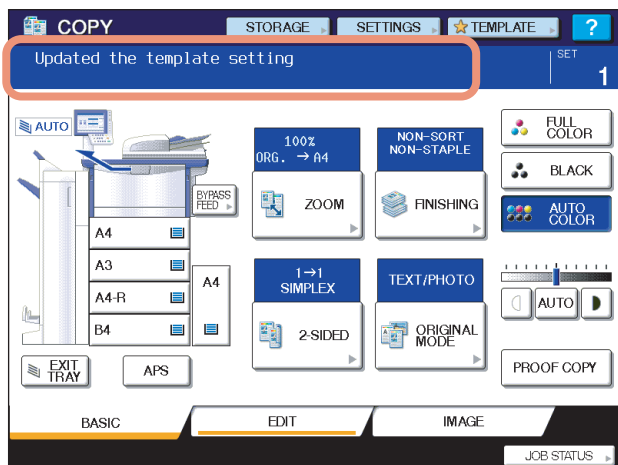 COPY
STORAGE
SETTINGS
TEMPLATE
?
Updated the template setting
SET
1
AUTO
100%
ORG. → A4
ZOOM
NON-SORT
NON-STAPLE
FINISHING
FULL
COLOR
BLACK
AUTO
COLOR
BYPASS
FEED
A4
A3
A4-R
B4
A4
1→1
SIMPLEX
2-SIDED
TEXT/PHOTO
ORIGINAL
MODE
AUTO
EXIT
TRAY
APS
PROOF COPY
BASIC
EDIT
IMAGE
JOB STATUS